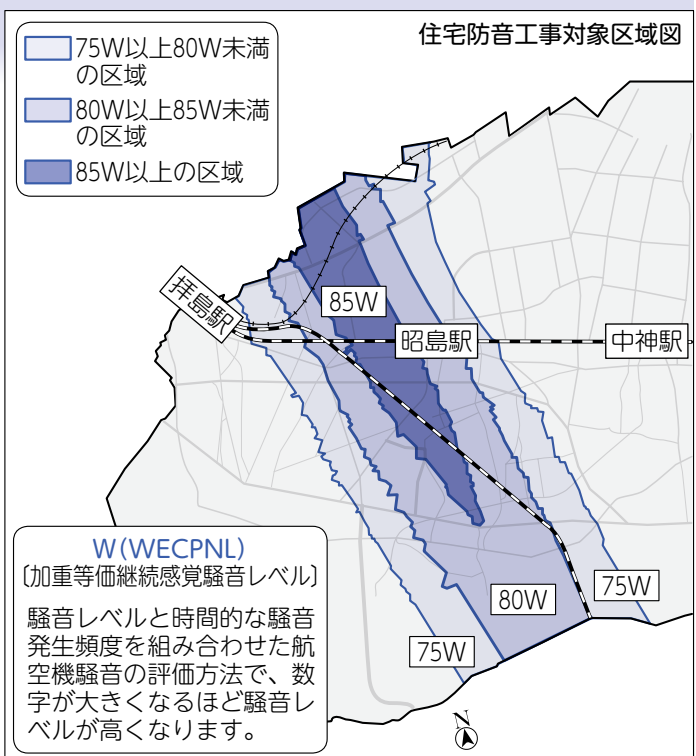 住宅防音工事対象区域図
75W以上80W未満
の区域
80W以上85W未満
の区域
85W以上の区域
拝島駅
85W
昭島駅
中神駅
W(WECPNL)
〔加重等価継続感覚騒音レベル〕
騒音レベルと時間的な騒音
発生頻度を組み合わせた航
空機騒音の評価方法で、数
字が大きくなるほど騒音レ
ベルが高くなります。
75W
80W
75W
N